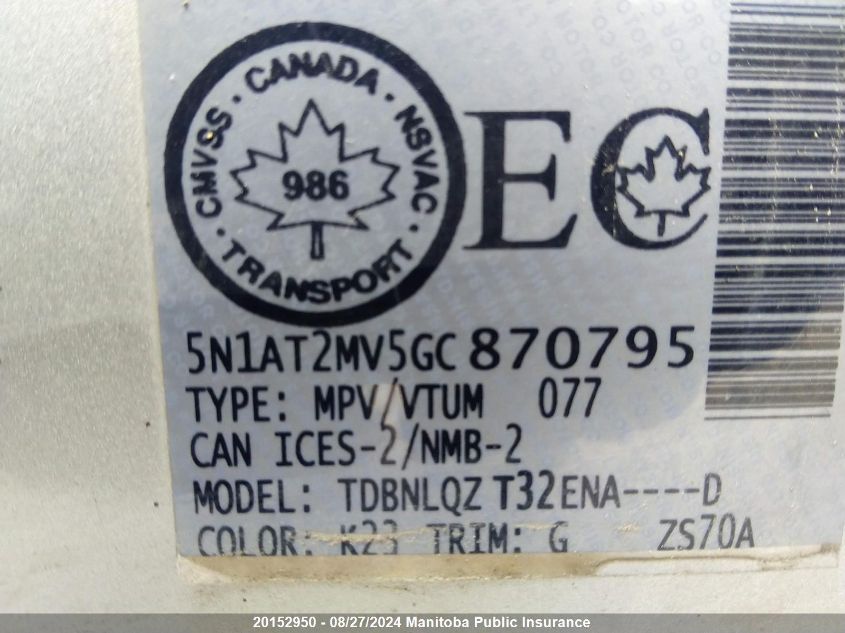 CMVSS · CANADA · NSVAC ·
986
TRANSPORT
EC
5N1AT2MV5GC870795
TYPE: MPV/VTUM 077
CAN ICES-2/NMB-2
MODEL: TDBNLQZ T32ENA----D
COLOR: K23 TRIM: G ZS70A
20152950 - 08/27/2024 Manitoba Public Insurance